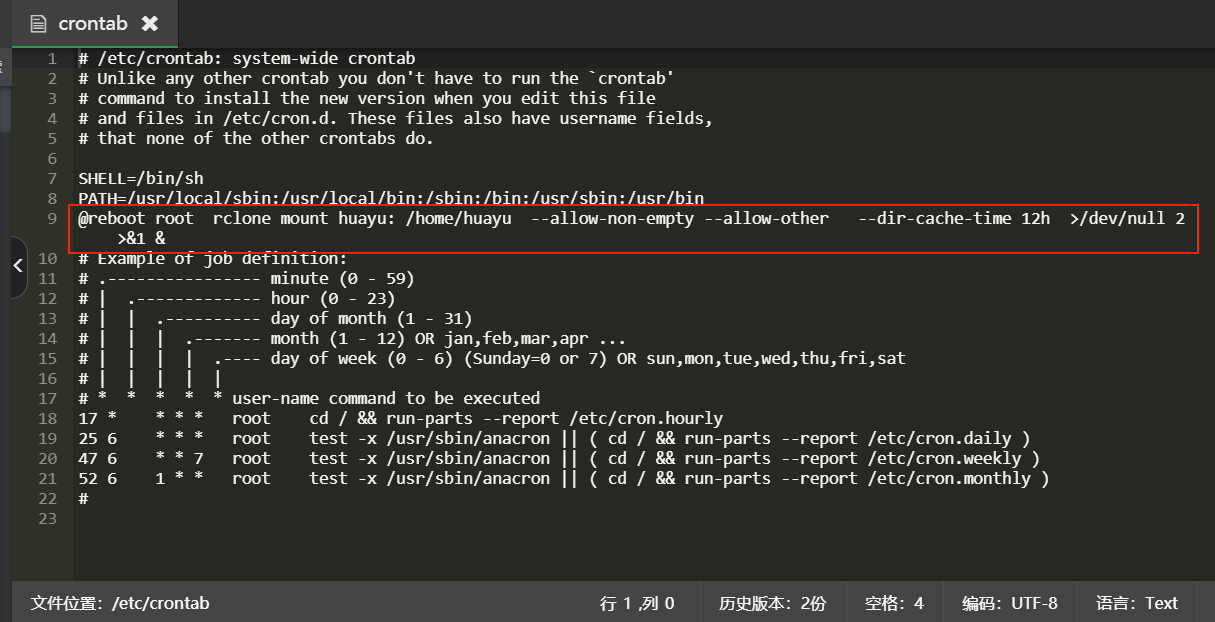 crontab
1 # /etc/crontab: system-wide crontab
2 # Unlike any other crontab you don't have to run the `crontab'
3 # command to install the new version when you edit this file
4 # and files in /etc/cron.d. These files also have username fields,
5 # that none of the other crontabs do.
6
7 SHELL=/bin/sh
8 PATH=/usr/local/sbin:/usr/local/bin:/sbin:/bin:/usr/sbin:/usr/bin
9 @reboot root  rclone mount huayu: /home/huayu  --allow-non-empty --allow-other   --dir-cache-time 12h  >/dev/null 2
>&1 &
10 # Example of job definition:
11 # .---------------- minute (0 - 59)
12 # |  .------------- hour (0 - 23)
13 # |  |  .---------- day of month (1 - 31)
14 # |  |  |  .------- month (1 - 12) OR jan,feb,mar,apr ...
15 # |  |  |  |  .---- day of week (0 - 6) (Sunday=0 or 7) OR sun,mon,tue,wed,thu,fri,sat
16 # |  |  |  |  |
17 # *  *  *  *  * user-name command to be executed
18 17 *    * * *   root    cd / && run-parts --report /etc/cron.hourly
19 25 6    * * *   root    test -x /usr/sbin/anacron || ( cd / && run-parts --report /etc/cron.daily )
20 47 6    * * 7   root    test -x /usr/sbin/anacron || ( cd / && run-parts --report /etc/cron.weekly )
21 52 6    1 * *   root    test -x /usr/sbin/anacron || ( cd / && run-parts --report /etc/cron.monthly )
22 #
23
文件位置：/etc/crontab 行 1 ,列 0 历史版本：2份 空格：4 编码：UTF-8 语言：Text